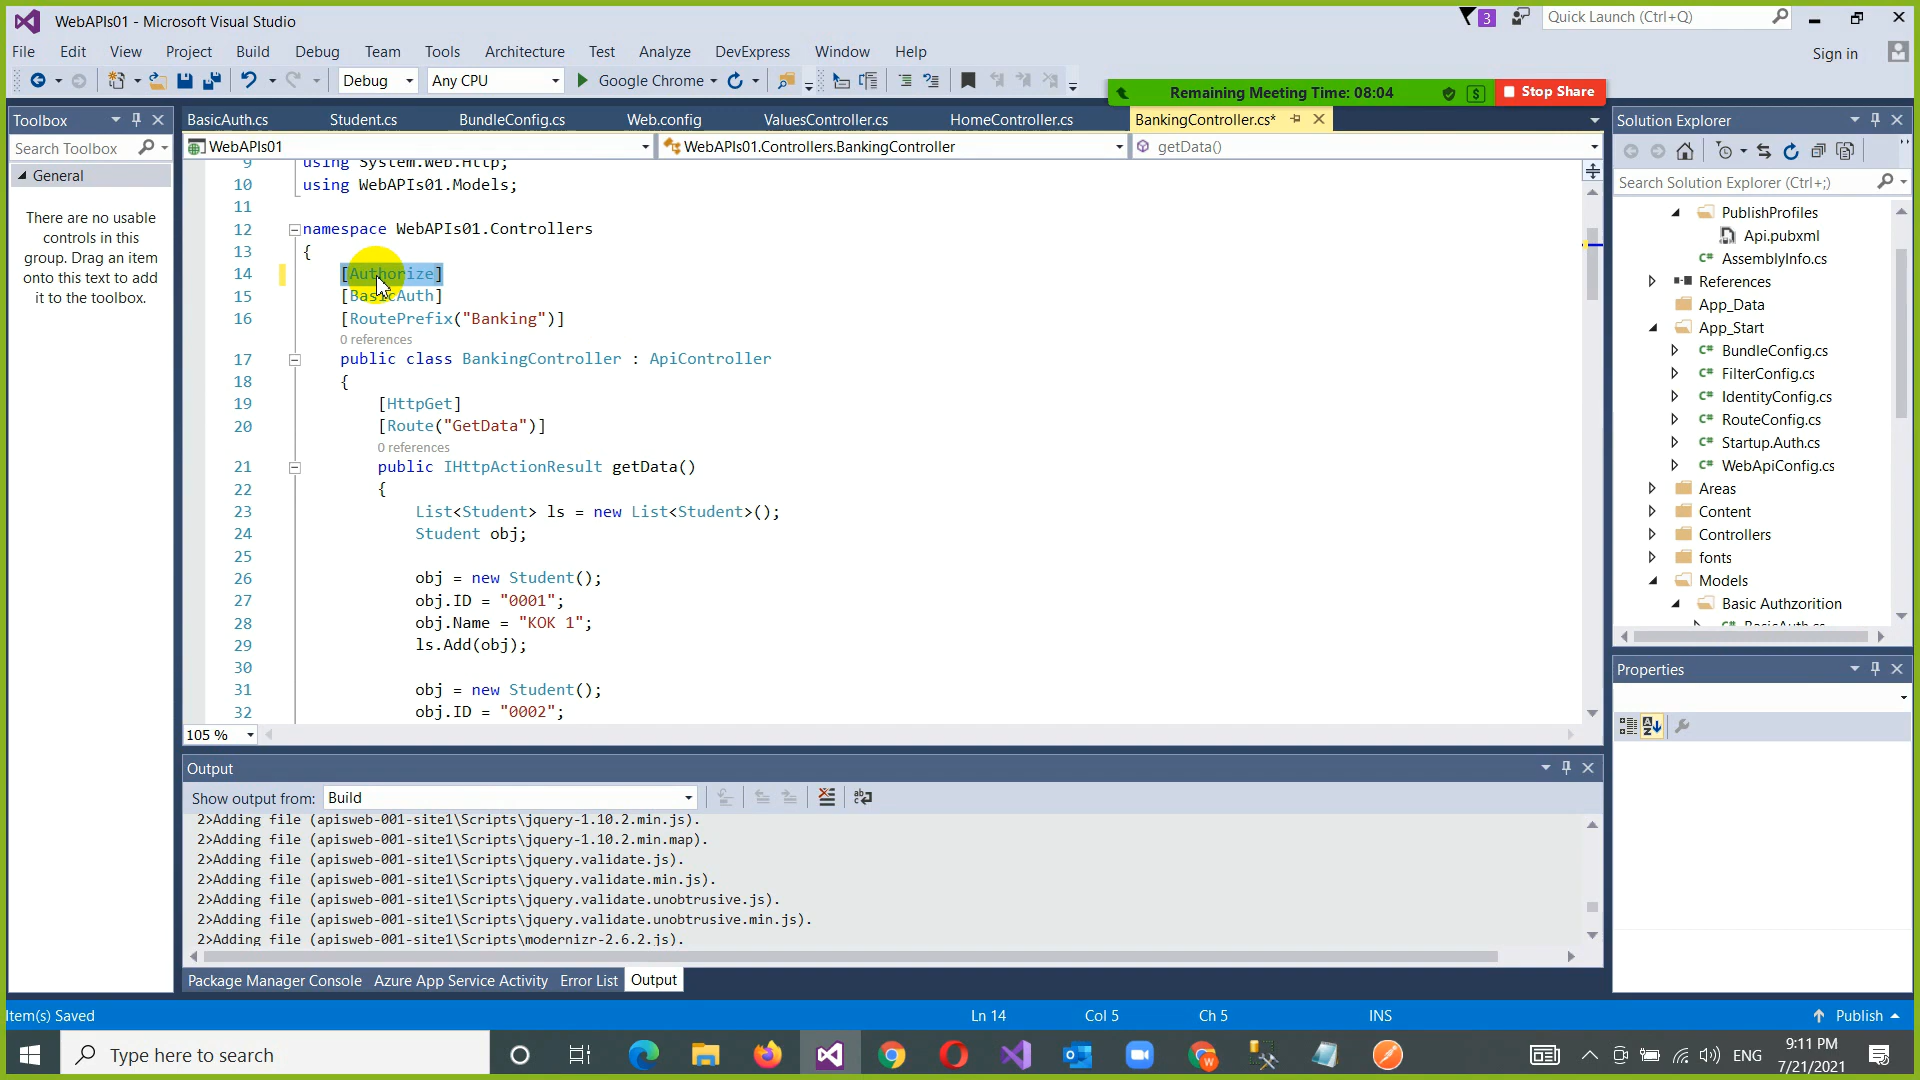 WebAPIs01 - Microsoft Visual Studio
3
Quick Launch (Ctrl+Q)
File Edit View Project Build Debug Team Tools Architecture Test Analyze DevExpress Window Help
Sign in
Debug Any CPU Google Chrome
Remaining Meeting Time: 08:04
Stop Share
Toolbox
BasicAuth.cs Student.cs BundleConfig.cs Web.config ValuesController.cs HomeController.cs BankingController.cs*
Solution Explorer
Search Toolbox
WebAPIs01 WebAPIs01.Controllers.BankingController getData()
General
There are no usable
controls in this
group. Drag an item
onto this text to add
it to the toolbox.
9 using System.Web.Http;
10 using WebAPIs01.Models;
11
12 namespace WebAPIs01.Controllers
13 {
14 [Authorize]
15 [BasicAuth]
16 [RoutePrefix("Banking")]
0 references
17 public class BankingController : ApiController
18 {
19 [HttpGet]
20 [Route("GetData")]
0 references
21 public IHttpActionResult getData()
22 {
23 List<Student> ls = new List<Student>();
24 Student obj;
25
26 obj = new Student();
27 obj.ID = "0001";
28 obj.Name = "KOK 1";
29 ls.Add(obj);
30
31 obj = new Student();
32 obj.ID = "0002";
105 %
Search Solution Explorer (Ctrl+;)
PublishProfiles
Api.pubxml
AssemblyInfo.cs
References
App_Data
App_Start
BundleConfig.cs
FilterConfig.cs
IdentityConfig.cs
RouteConfig.cs
Startup.Auth.cs
WebApiConfig.cs
Areas
Content
Controllers
fonts
Models
Basic Authzorition
BasicAuth.cs
Properties
Output
Show output from: Build
2>Adding file (apisweb-001-site1\Scripts\jquery-1.10.2.min.js).
2>Adding file (apisweb-001-site1\Scripts\jquery-1.10.2.min.map).
2>Adding file (apisweb-001-site1\Scripts\jquery.validate.js).
2>Adding file (apisweb-001-site1\Scripts\jquery.validate.min.js).
2>Adding file (apisweb-001-site1\Scripts\jquery.validate.unobtrusive.js).
2>Adding file (apisweb-001-site1\Scripts\jquery.validate.unobtrusive.min.js).
2>Adding file (apisweb-001-site1\Scripts\modernizr-2.6.2.js).
Package Manager Console Azure App Service Activity Error List Output
Item(s) Saved Ln 14 Col 5 Ch 5 INS Publish
Type here to search
ENG
9:11 PM
7/21/2021